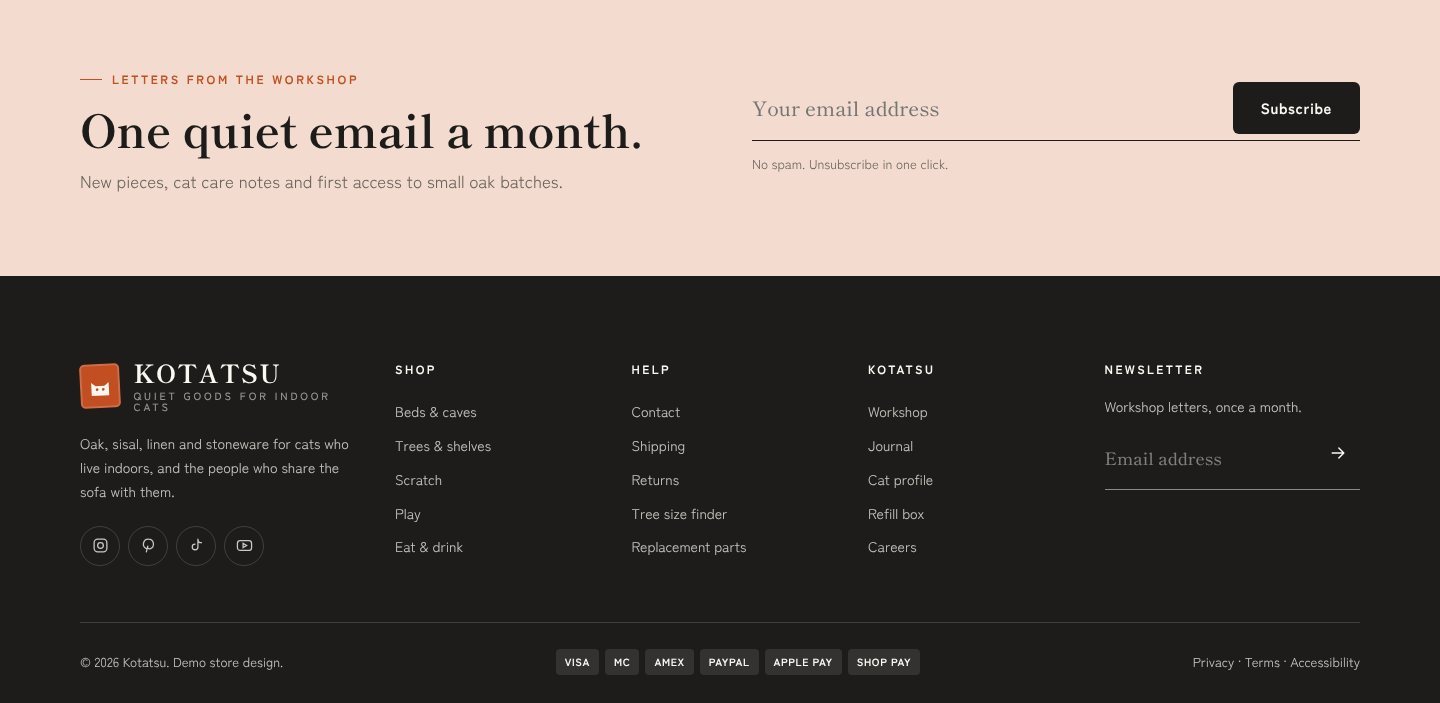 LETTERS FROM THE WORKSHOP
One quiet email a month.
New pieces, cat care notes and first access to small oak batches.
Your email address
Subscribe
No spam. Unsubscribe in one click.
KOTATSU
QUIET GOODS FOR INDOOR
CATS
Oak, sisal, linen and stoneware for cats who
live indoors, and the people who share the
sofa with them.
SHOP
Beds & caves
Trees & shelves
Scratch
Play
Eat & drink
HELP
Contact
Shipping
Returns
Tree size finder
Replacement parts
KOTATSU
Workshop
Journal
Cat profile
Refill box
Careers
NEWSLETTER
Workshop letters, once a month.
Email address
© 2026 Kotatsu. Demo store design.
VISA
MC
AMEX
PAYPAL
APPLE PAY
SHOP PAY
Privacy · Terms · Accessibility